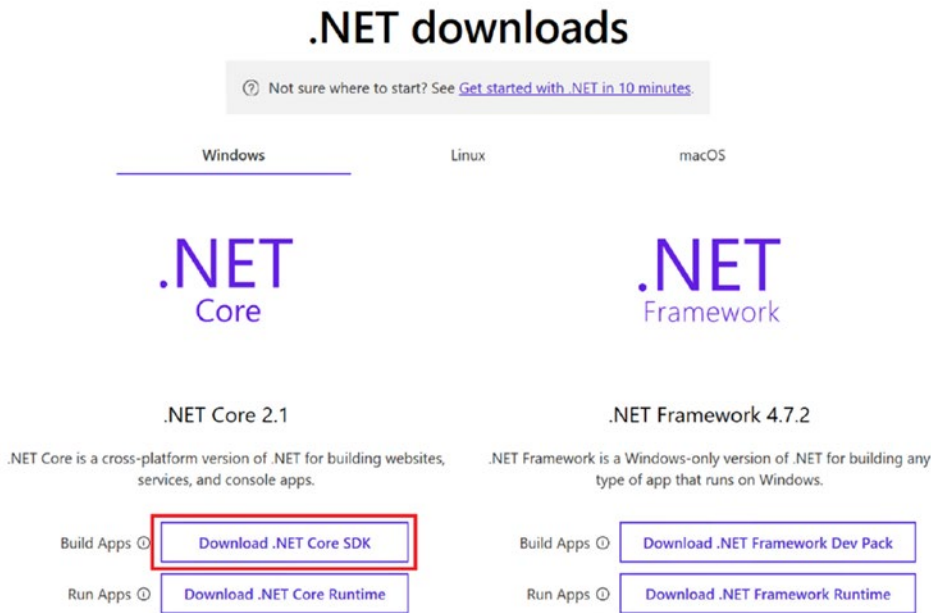 .NET downloads
Not sure where to start? See Get started with .NET in 10 minutes.
Windows
Linux
macOS
.NET
Core
.NET Core 2.1
.NET Core is a cross-platform version of .NET for building websites,
services, and console apps.
Build Apps
Download .NET Core SDK
Run Apps
Download .NET Core Runtime
.NET
Framework
.NET Framework 4.7.2
.NET Framework is a Windows-only version of .NET for building any
type of app that runs on Windows.
Build Apps
Download .NET Framework Dev Pack
Run Apps
Download .NET Framework Runtime